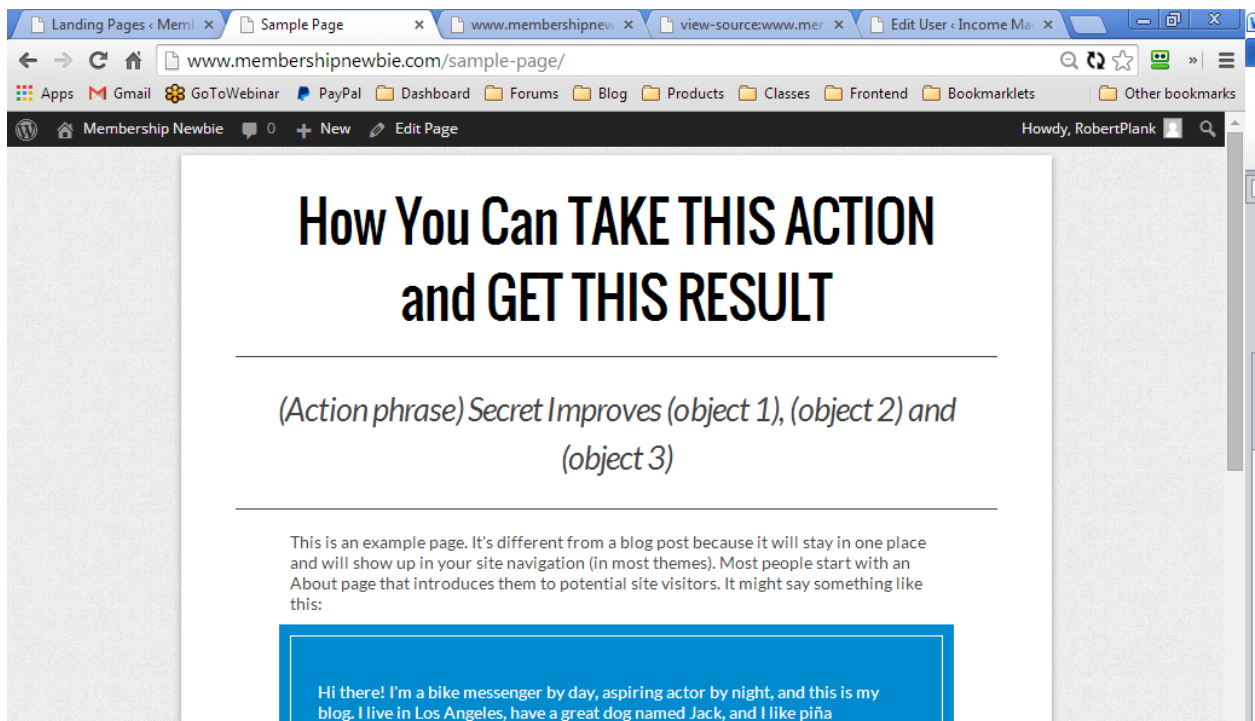 Landing Pages ‹ Meml
Sample Page
www.membershipnew
view-source:www.mer
Edit User ‹ Income Ma
www.membershipnewbie.com/sample-page/
Apps Gmail GoToWebinar PayPal Dashboard Forums Blog Products Classes Frontend Bookmarklets » Other bookmarks
Membership Newbie 0 + New Edit Page Howdy, RobertPlank
How You Can TAKE THIS ACTION
and GET THIS RESULT
(Action phrase) Secret Improves (object 1), (object 2) and
(object 3)
This is an example page. It's different from a blog post because it will stay in one place
and will show up in your site navigation (in most themes). Most people start with an
About page that introduces them to potential site visitors. It might say something like
this:
Hi there! I'm a bike messenger by day, aspiring actor by night, and this is my
blog. I live in Los Angeles, have a great dog named Jack, and I like piña